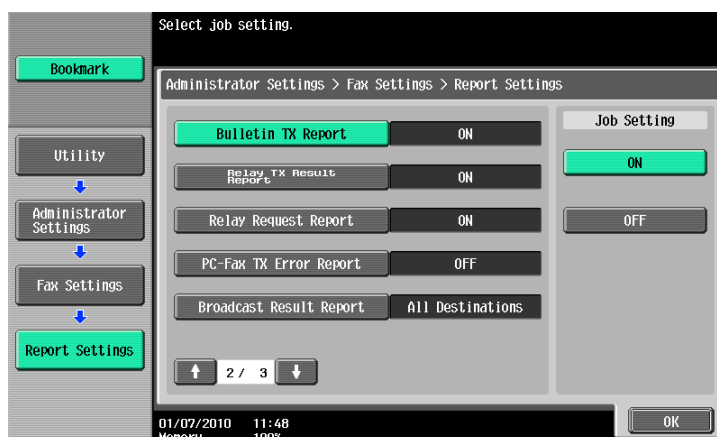 Select job setting.
Bookmark
Administrator Settings > Fax Settings > Report Settings
Utility
Administrator
Settings
Fax Settings
Report Settings
Bulletin TX Report
ON
Relay TX Result
Report
ON
Relay Request Report
ON
PC-Fax TX Error Report
OFF
Broadcast Result Report
All Destinations
2/ 3
Job Setting
ON
OFF
01/07/2010 11:48
Memory 100%
OK